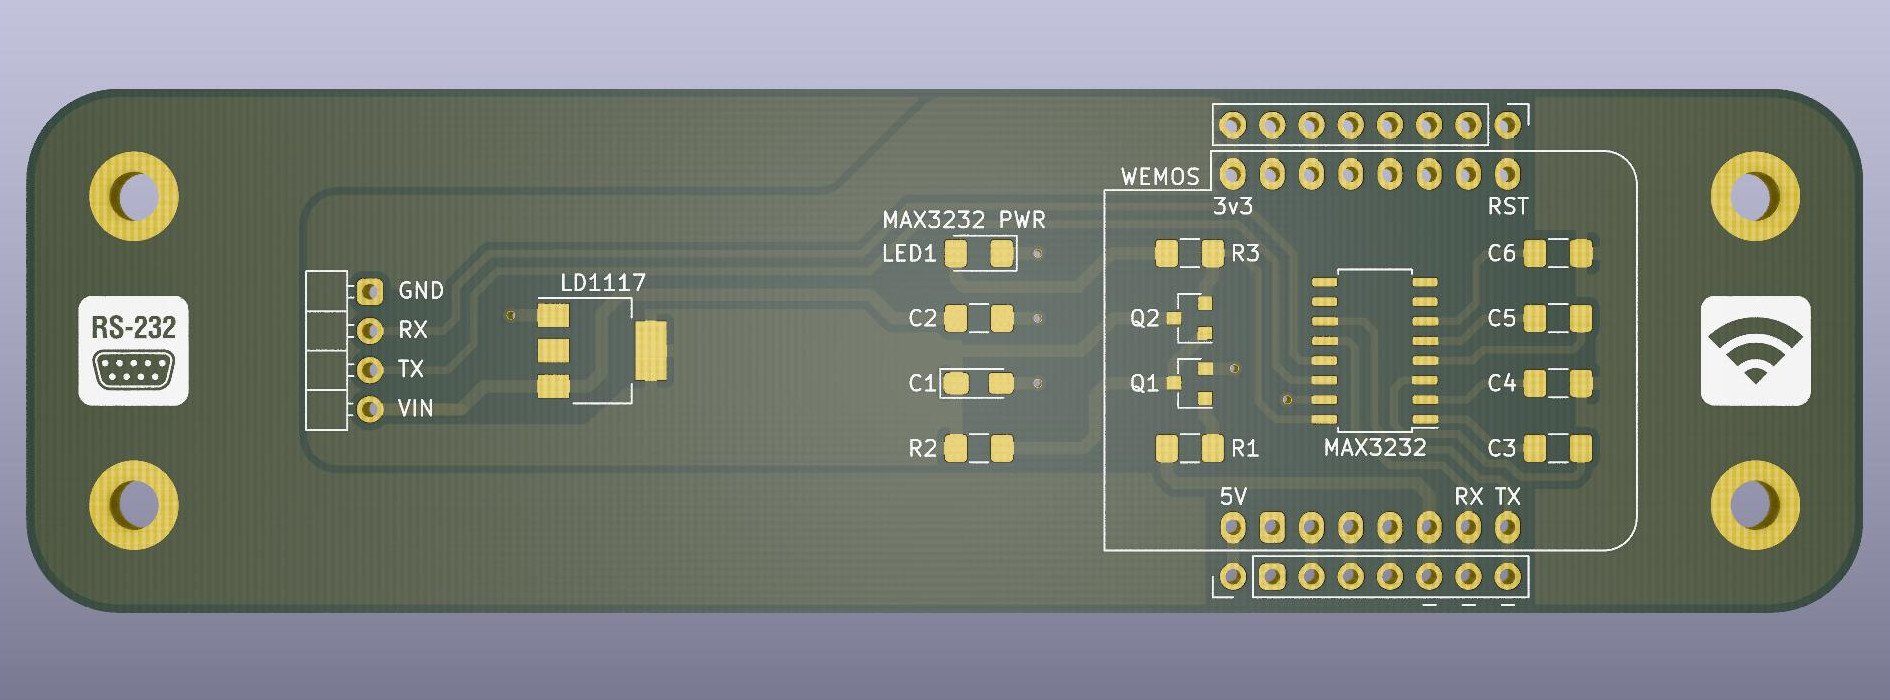 WEMOS
3v3
RST
MAX3232 PWR
LED1
R3
C6
LD1117
GND
RS-232
RX
C2
Q2
C5
TX
C1
Q1
C4
VIN
R2
R1
MAX3232
C3
5V
RX TX